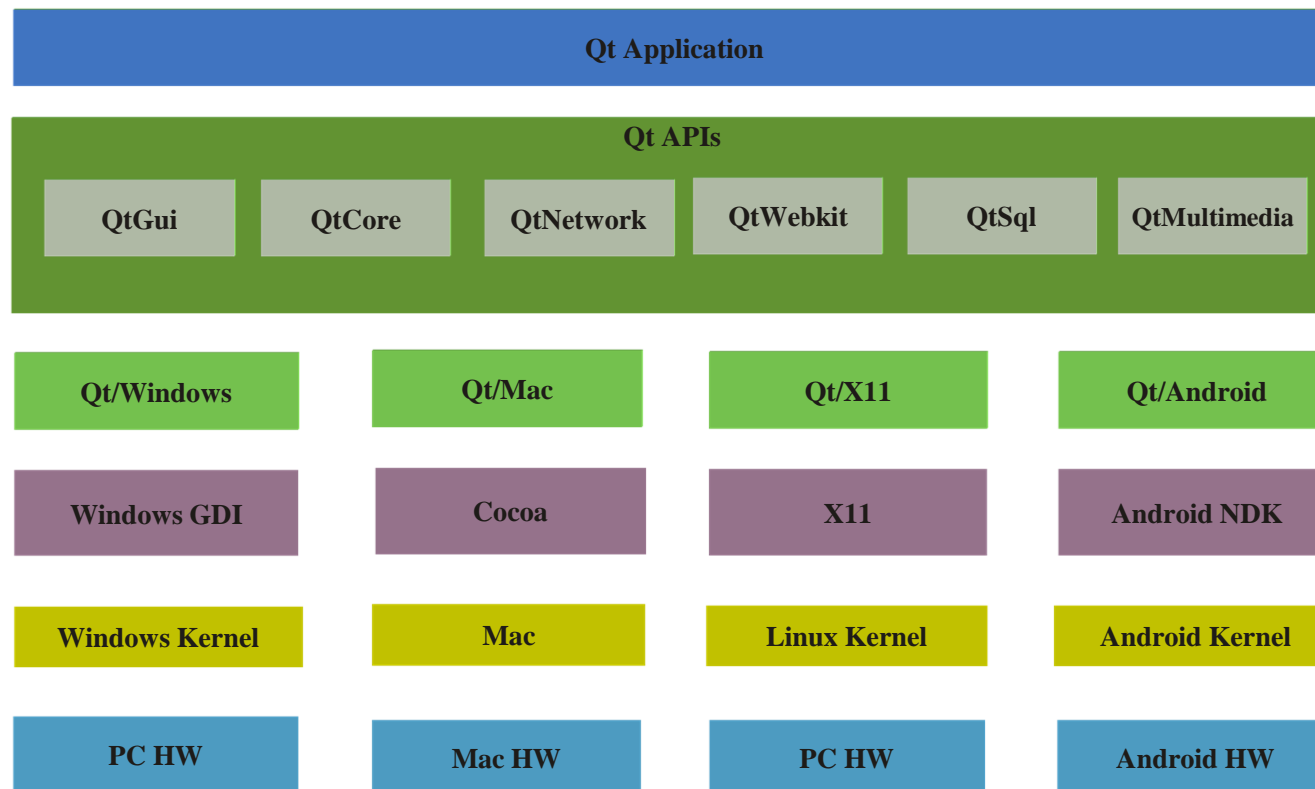 Qt Application
Qt APIs
QtGui
QtCore
QtNetwork
QtWebkit
QtSql
QtMultimedia
Qt/Windows
Qt/Mac
Qt/X11
Qt/Android
Windows GDI
Cocoa
X11
Android NDK
Windows Kernel
Mac
Linux Kernel
Android Kernel
PC HW
Mac HW
PC HW
Android HW